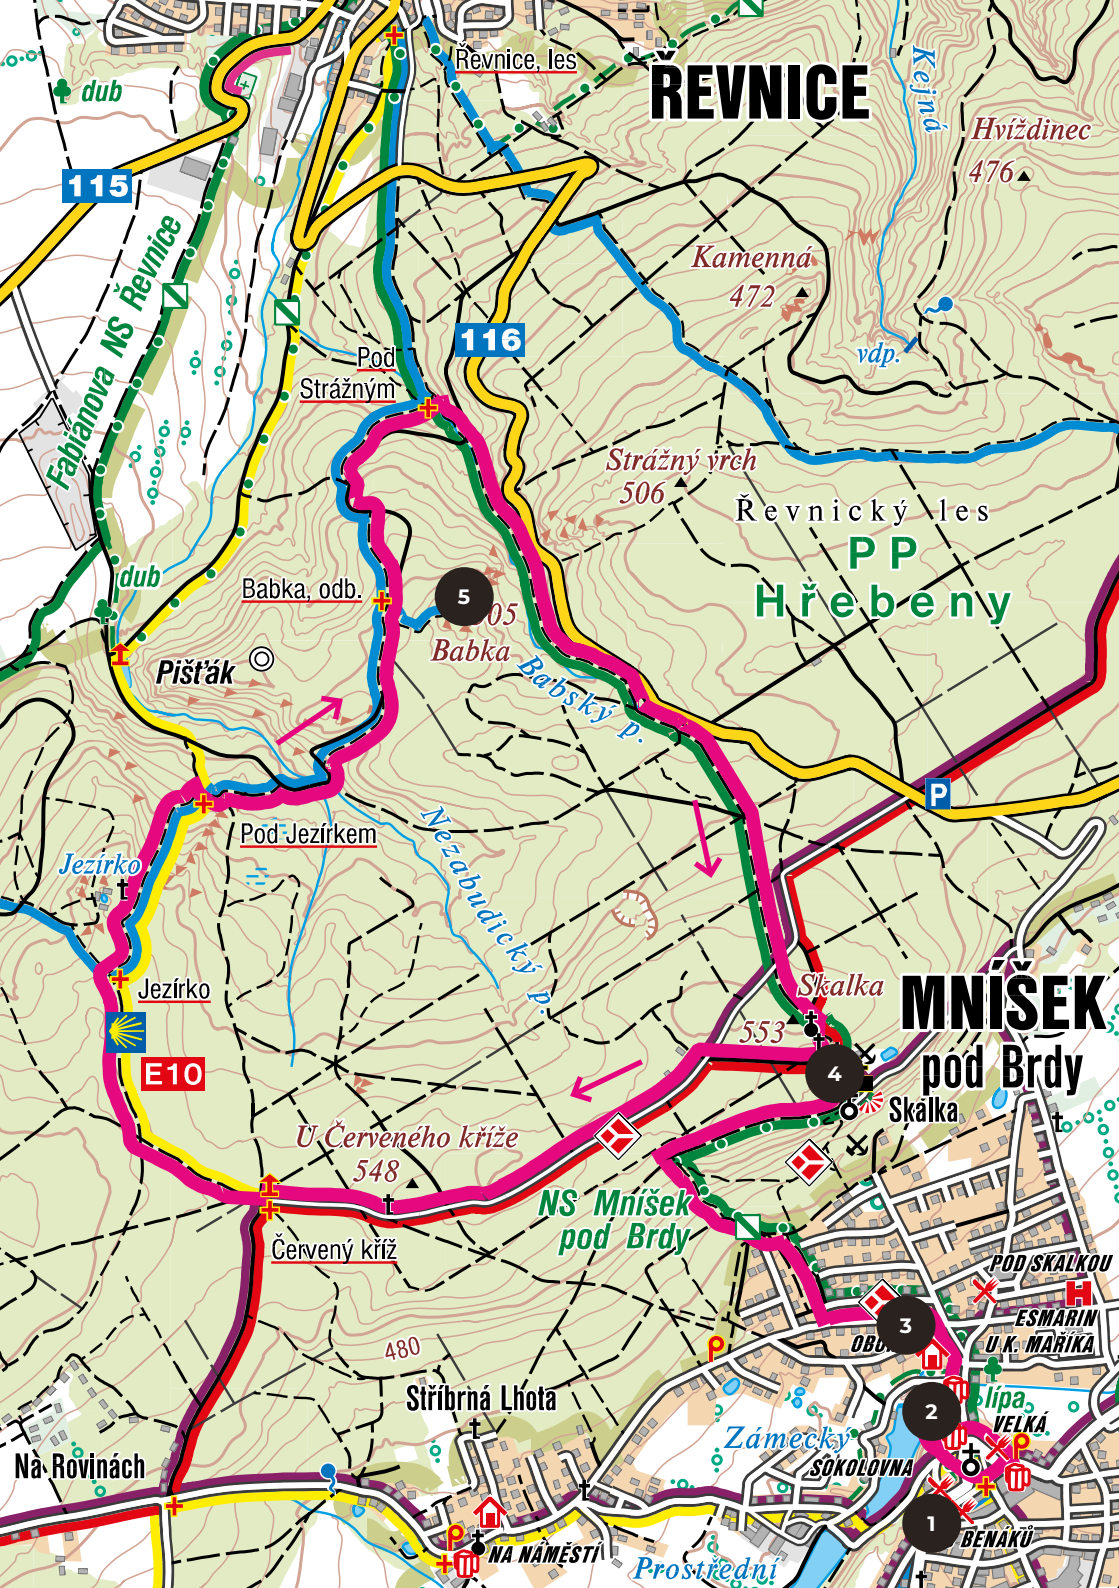 Řevnice, les
ŘEVNICE
Kejná
dub
Hvíždinec
476
115
Fabiánova NS Řevnice
Kamenná
472
116
vdp.
Pod
Strážným
Strážný vrch
506
Řevnický les
PP
Hřebeny
dub
Babka, odb.
5
05
Babka
Pišťák
Babský p.
P
Pod Jezírkem
Nezabudický p.
Jezírko
Jezírko
Skalka
553
MNÍŠEK
pod Brdy
E10
4
Skalka
U Červeného kříže
548
NS Mníšek
pod Brdy
Červený kříž
POD SKALKOU
H
ESMARIN
U K. MAŘÍKA
3
480
P
Stříbrná Lhota
lípa
2
VELKÁ
P
Zámecký
SOKOLOVNA
Na Rovinách
1
BENÁKŮ
P
NA NÁMĚSTÍ
Prostřední